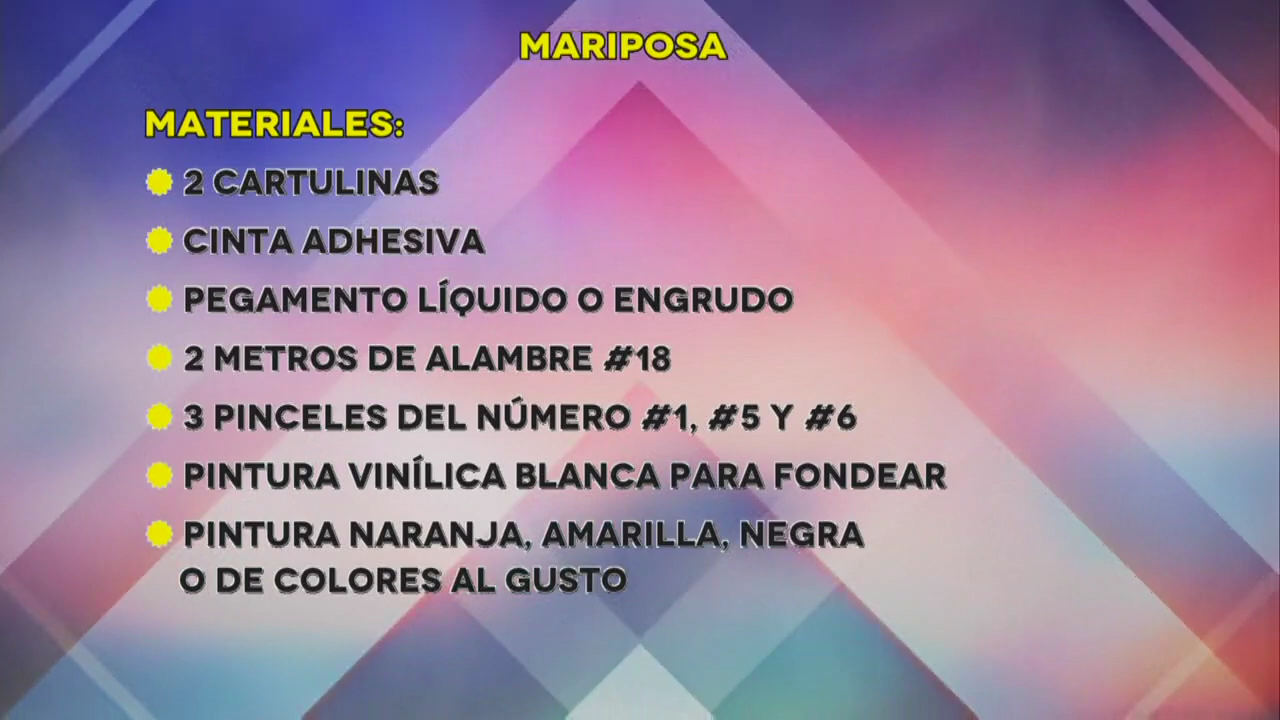 MARIPOSA
MATERIALES:
2 CARTULINAS
CINTA ADHESIVA
PEGAMENTO LÍQUIDO O ENGRUDO
2 METROS DE ALAMBRE #18
3 PINCELES DEL NÚMERO #1, #5 Y #6
PINTURA VINÍLICA BLANCA PARA FONDEAR
PINTURA NARANJA, AMARILLA, NEGRA
O DE COLORES AL GUSTO